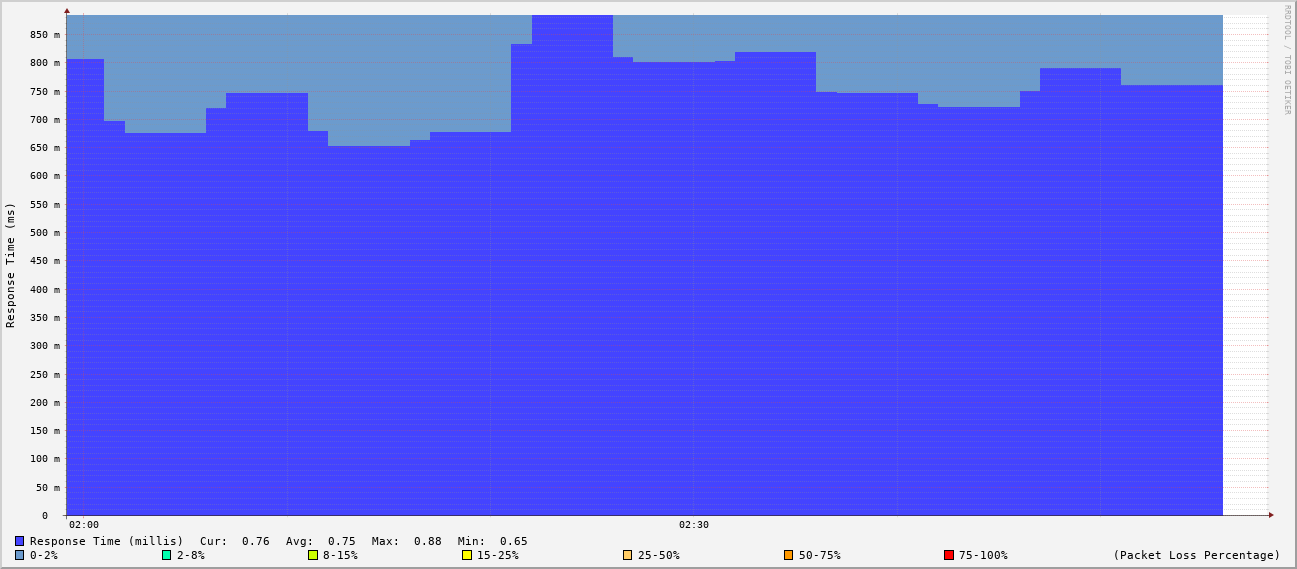 RRDTOOL / TOBI OETIKER
Response Time (ms)
850 m
800 m
750 m
700 m
650 m
600 m
550 m
500 m
450 m
400 m
350 m
300 m
250 m
200 m
150 m
100 m
50 m
0
02:00 02:30
Response Time (millis) Cur: 0.76 Avg: 0.75 Max: 0.88 Min: 0.65
0-2% 2-8% 8-15% 15-25% 25-50% 50-75% 75-100% (Packet Loss Percentage)